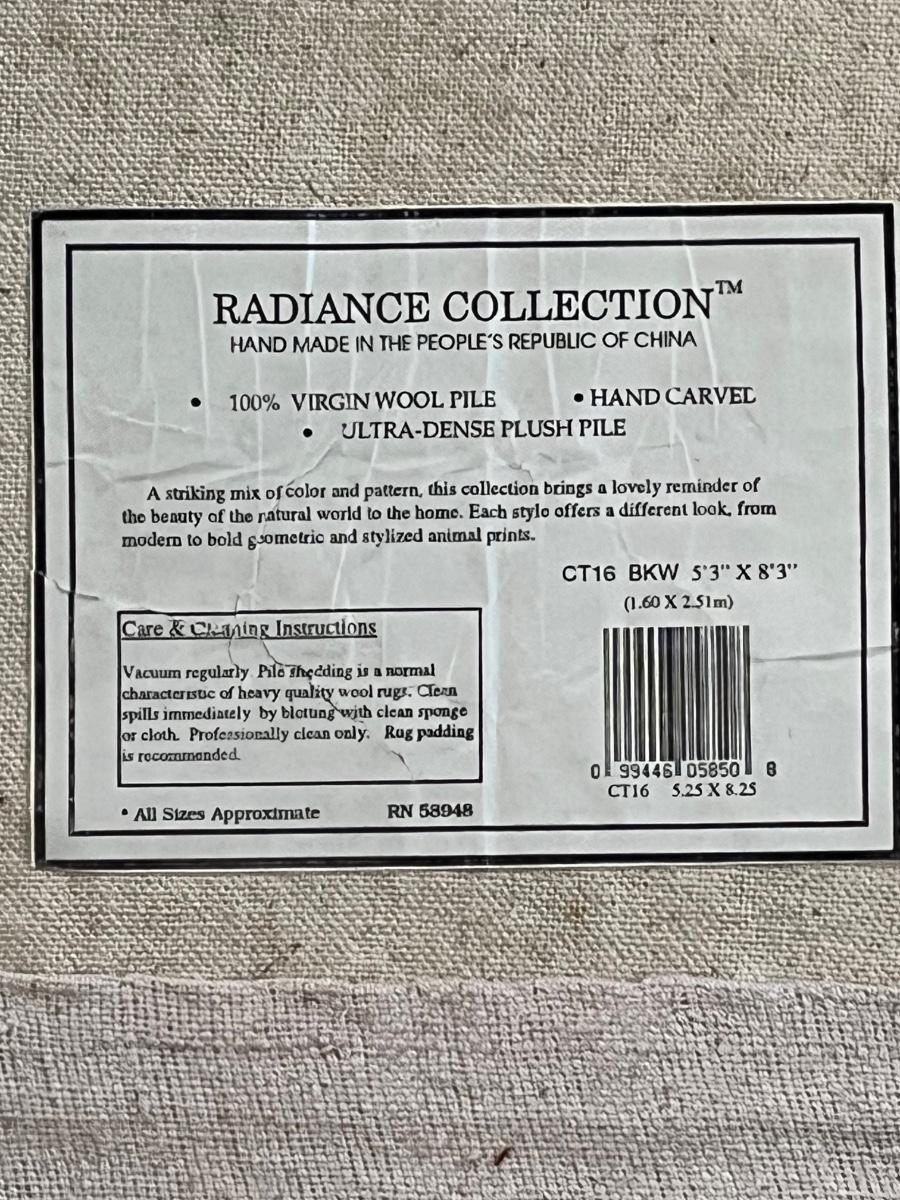 RADIANCE COLLECTION™
HAND MADE IN THE PEOPLE'S REPUBLIC OF CHINA
• 100% VIRGIN WOOL PILE • HAND CARVED
• ULTRA-DENSE PLUSH PILE
A striking mix of color and pattern, this collection brings a lovely reminder of
the beauty of the natural world to the home. Each style offers a different look, from
modern to bold geometric and stylized animal prints.
CT16 BKW 5'3" X 8'3"
(1.60 X 2.51m)
Care & Cleaning Instructions
Vacuum regularly. Pile shedding is a normal
characteristic of heavy quality wool rugs. Clean
spills immediately by blotting with clean sponge
or cloth. Professionally clean only. Rug padding
is recommended.
0 99446 05850 8
CT16 5.25 X 8.25
• All Sizes Approximate RN 58948